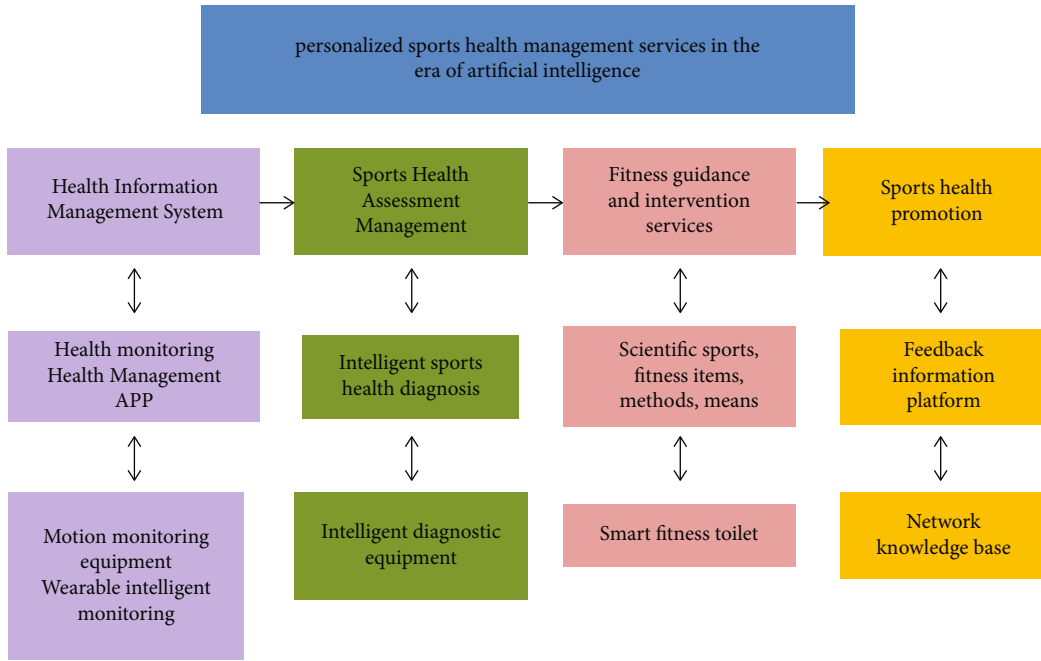 personalized sports health management services in the
era of artificial intelligence
Health Information
Management System
Sports Health
Assessment
Management
Fitness guidance
and intervention
services
Sports health
promotion
Health monitoring
Health Management
APP
Intelligent sports
health diagnosis
Scientific sports,
fitness items,
methods, means
Feedback
information
platform
Motion monitoring
equipment
Wearable intelligent
monitoring
Intelligent diagnostic
equipment
Smart fitness toilet
Network
knowledge base